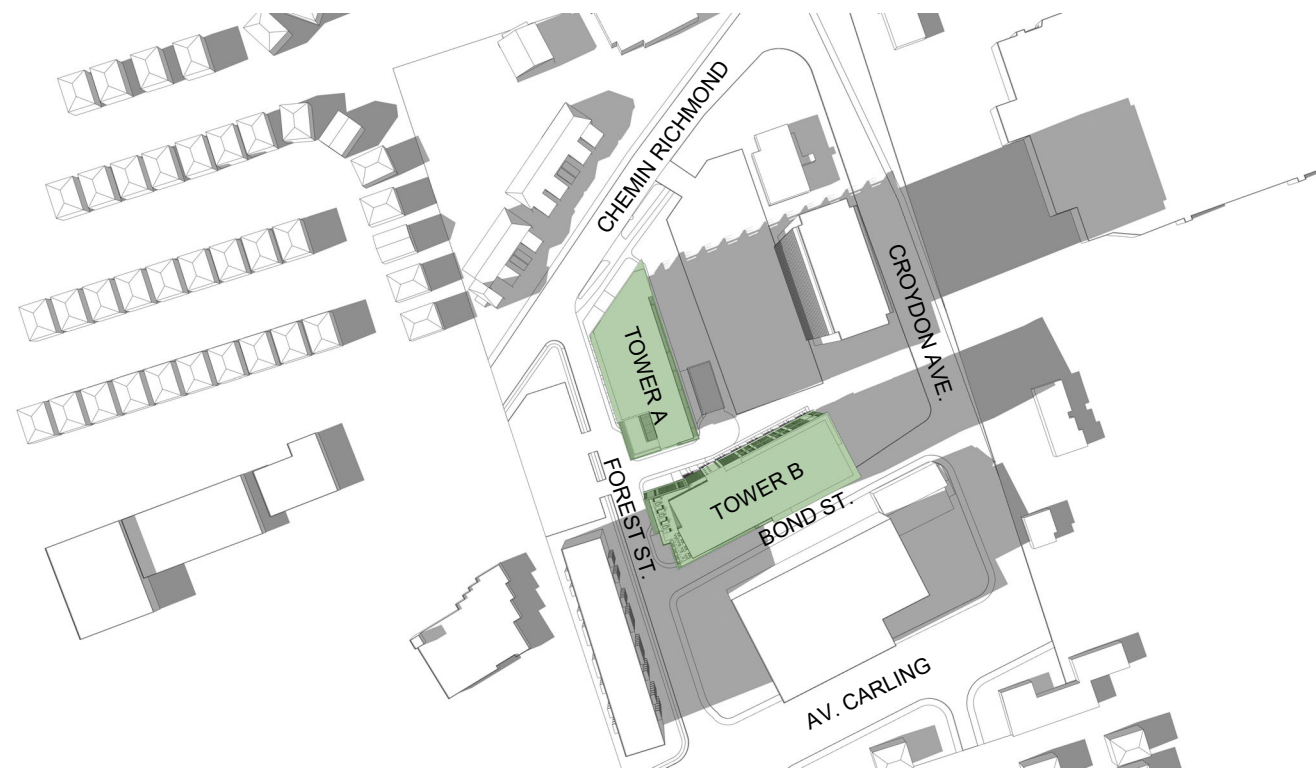 CHEMIN RICHMOND
CROYDON AVE.
TOWER A
TOWER B
FOREST ST.
BOND ST.
AV. CARLING